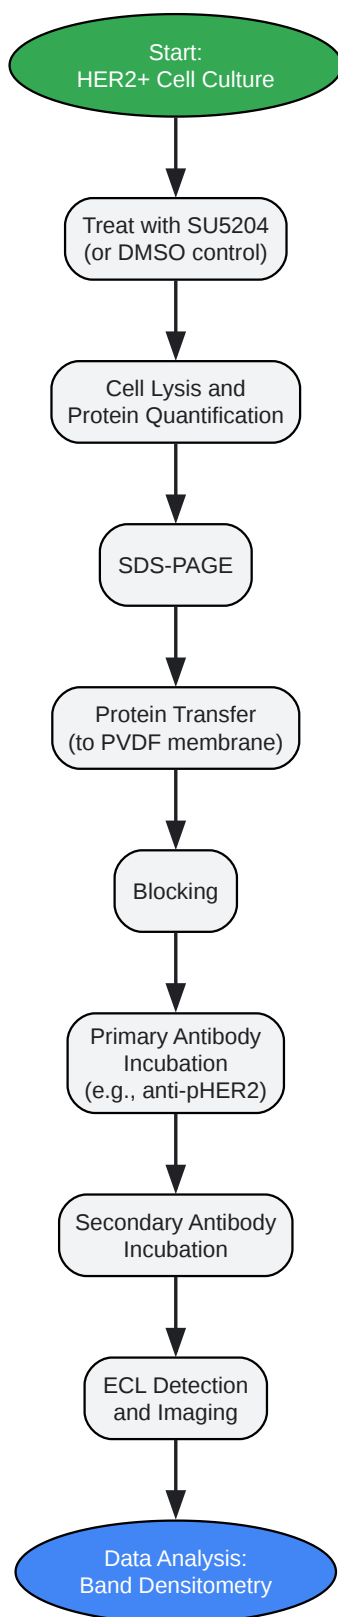 Start:
HER2+ Cell Culture
Treat with SU5204
(or DMSO control)
Cell Lysis and
Protein Quantification
SDS-PAGE
Protein Transfer
(to PVDF membrane)
Blocking
Primary Antibody
Incubation
(e.g., anti-pHER2)
Secondary Antibody
Incubation
ECL Detection
and Imaging
Data Analysis:
Band Densitometry